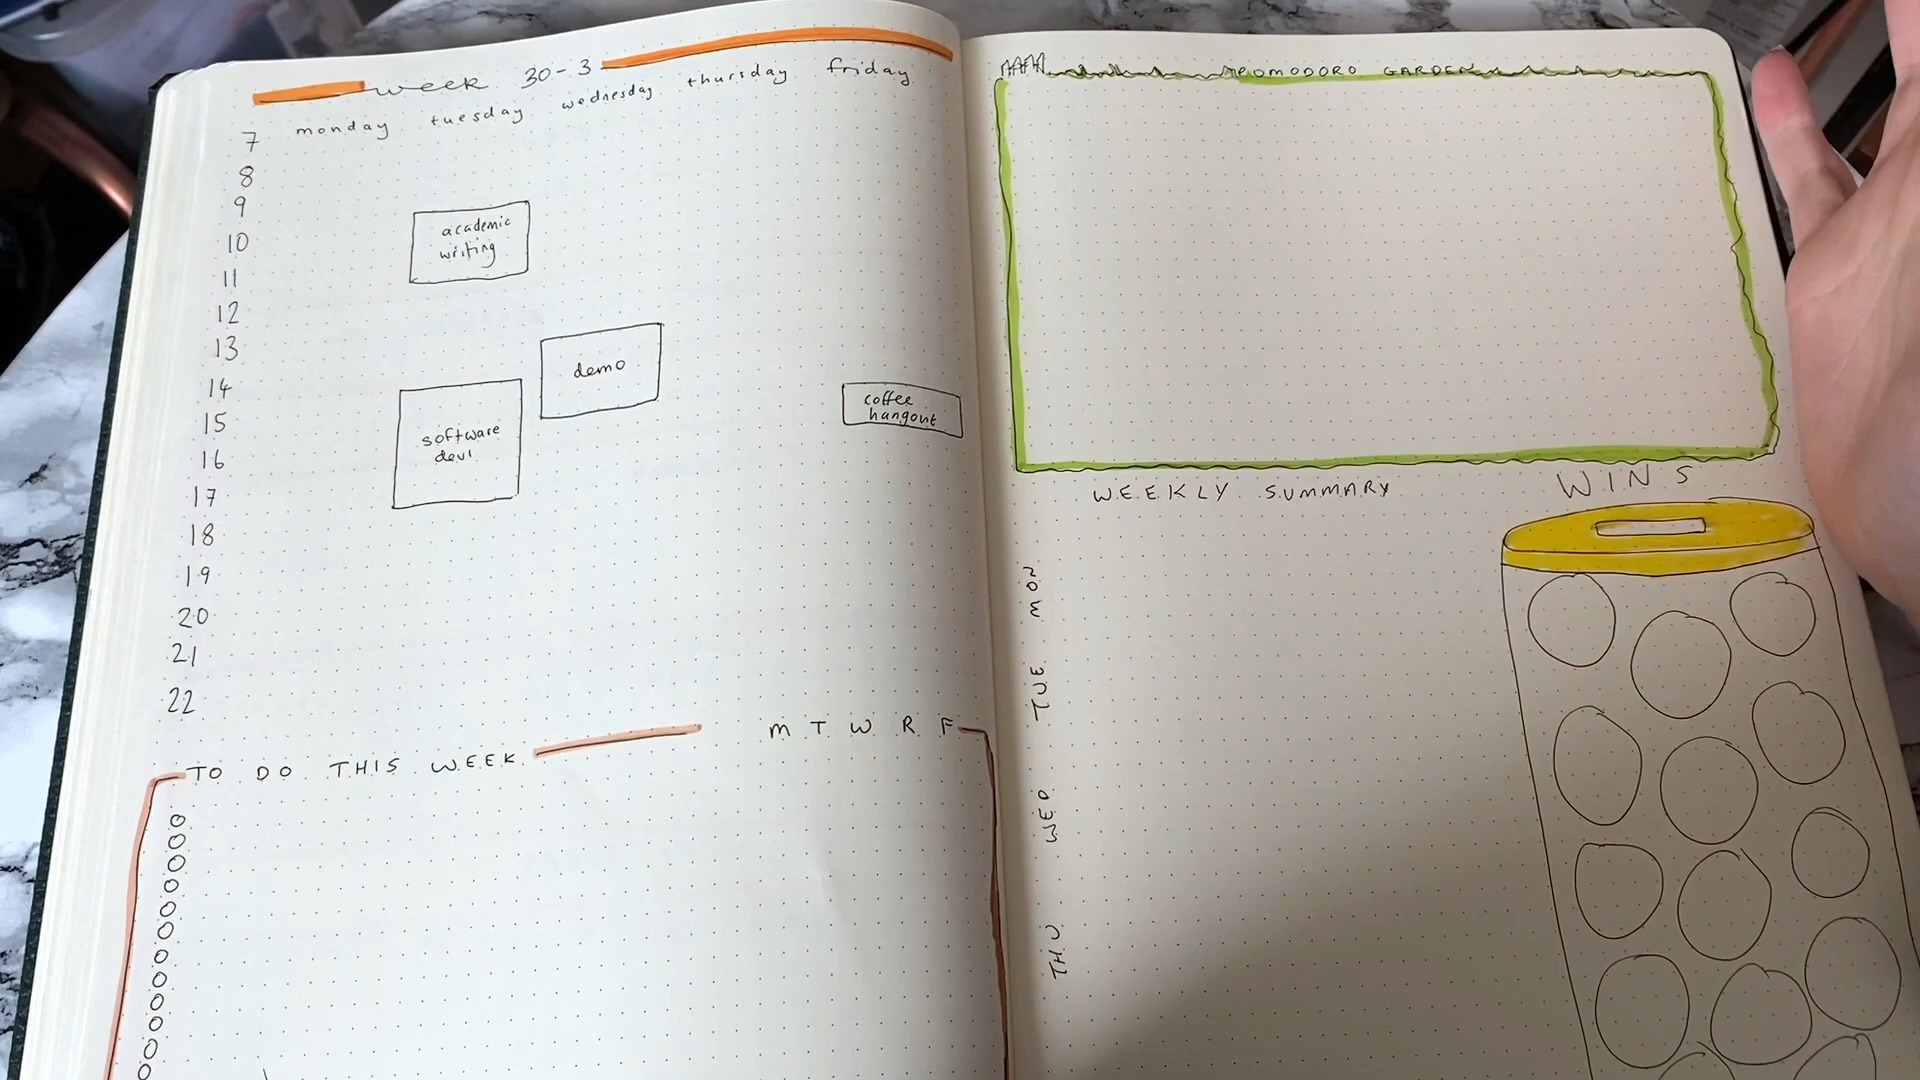 week 30-3
monday tuesday wednesday thursday friday
7
8
9
10
11
12
13
14
15
16
17
18
19
20
21
22
academic
writing
demo
software
devl
coffee
hangout
TO DO THIS WEEK
M T W R F
POMODORO GARDEN
WEEKLY SUMMARY
MON
TUE
WED
THU
WINS